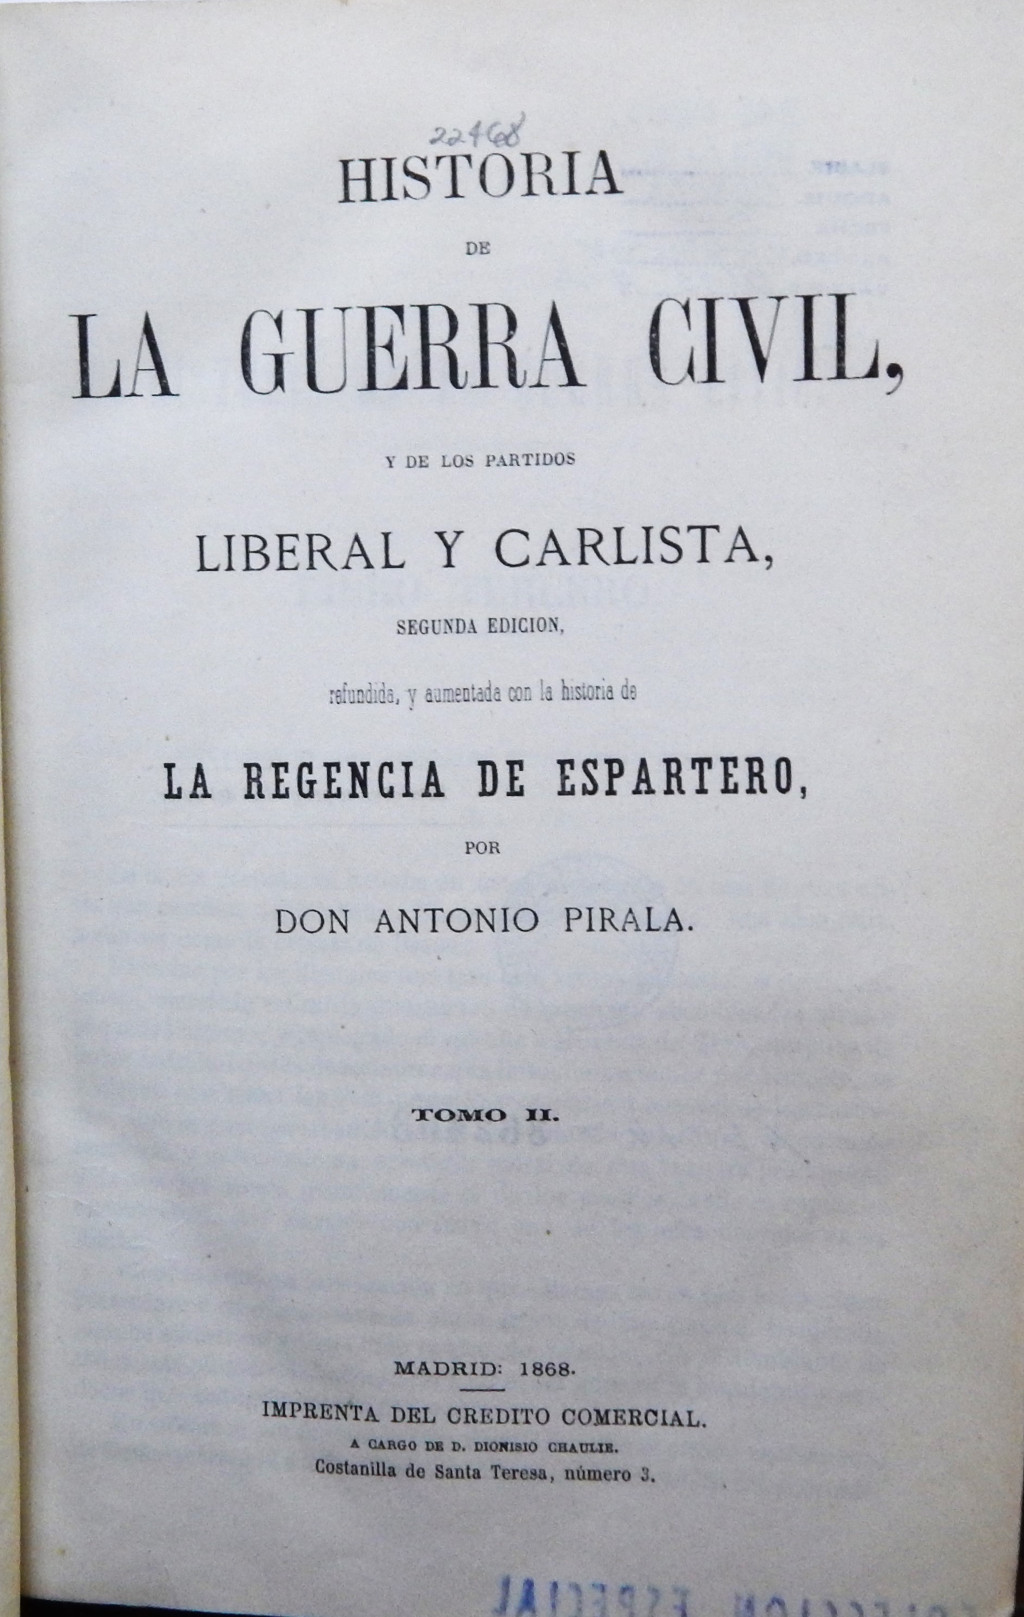 22468
HISTORIA
DE
LA GUERRA CIVIL,
Y DE LOS PARTIDOS
LIBERAL Y CARLISTA,
SEGUNDA EDICION,
refundida, y aumentada con la historia de
LA REGENCIA DE ESPARTERO,
POR
DON ANTONIO PIRALA.
TOMO II.
MADRID: 1868.
IMPRENTA DEL CREDITO COMERCIAL.
A CARGO DE D. DIONISIO CHAULIE.
Costanilla de Santa Teresa, número 3.
COLECCION ESPECIAL